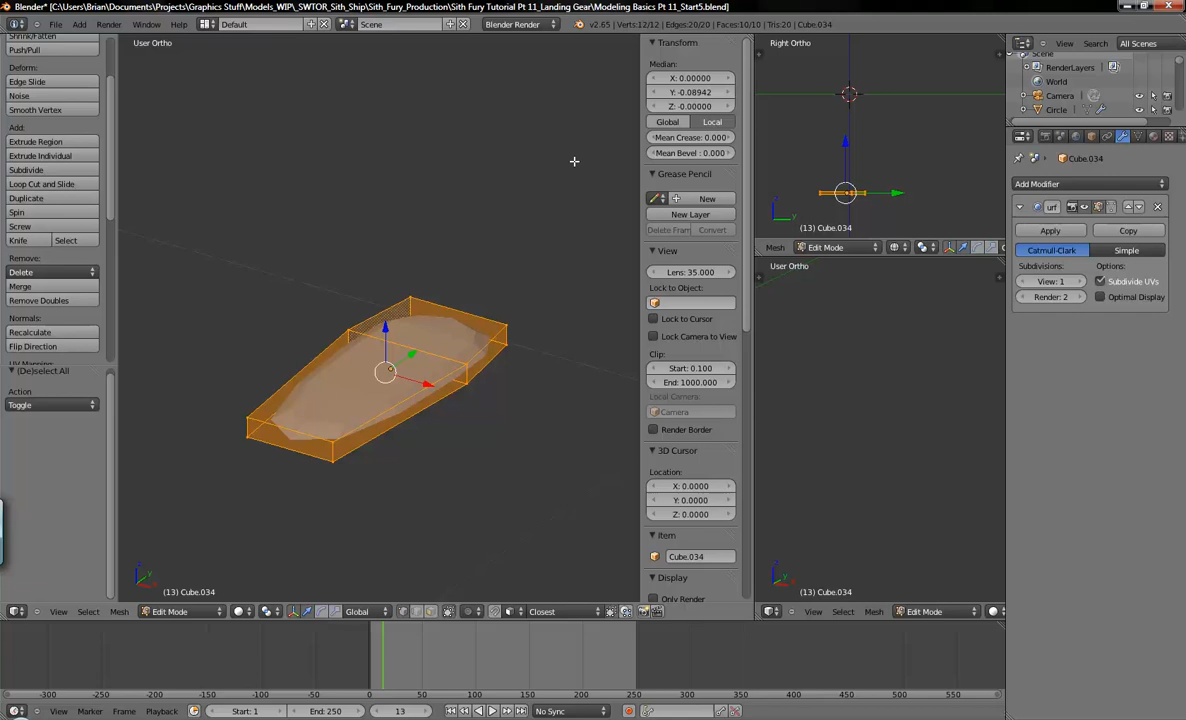 Blender* [C:\Users\Brian\Documents\Projects\Graphics Stuff\Models_WIP\_SWTOR_Sith_Ship\Sith_Fury_Production\Sith Fury Tutorial Pt 11_Landing Gear\Modeling Basics Pt 11_Start5.blend]
File Add Render Window Help Default Scene Blender Render v2.65 | Verts:12/12 | Edges:20/20 | Faces:10/10 | Tris:20 | Cube.034
Shrink/Fatten
Push/Pull
Deform:
Edge Slide
Noise
Smooth Vertex
Add:
Extrude Region
Extrude Individual
Subdivide
Loop Cut and Slide
Duplicate
Spin
Screw
Knife Select
Remove:
Delete
Merge
Remove Doubles
Normals:
Recalculate
Flip Direction
UV Mapping:
(De)select All
Action
Toggle
User Ortho
(13) Cube.034
View Select Mesh Edit Mode Global Closest
Transform
Median:
X: 0.00000
Y: -0.08942
Z: -0.00000
Global Local
Mean Crease: 0.000
Mean Bevel : 0.000
Grease Pencil
New
New Layer
Delete Fram Convert
View
Lens: 35.000
Lock to Object:
Lock to Cursor
Lock Camera to View
Clip:
Start: 0.100
End: 1000.000
Local Camera:
Camera
Render Border
3D Cursor
Location:
X: 0.0000
Y: 0.0000
Z: 0.0000
Item
Cube.034
Display
Only Render
Right Ortho
(13) Cube.034
Mesh Edit Mode
User Ortho
(13) Cube.034
View Select Mesh Edit Mode
View Search All Scenes
Scene
RenderLayers
World
Camera
Circle
Cube.034
Add Modifier
urf
Apply Copy
Catmull-Clark Simple
Subdivisions: Options:
View: 1 Subdivide UVs
Render: 2 Optimal Display
-300 -250 -200 -150 -100 -50 0 50 100 150 200 250 300 350 400 450 500 550
View Marker Frame Playback Start: 1 End: 250 13 No Sync